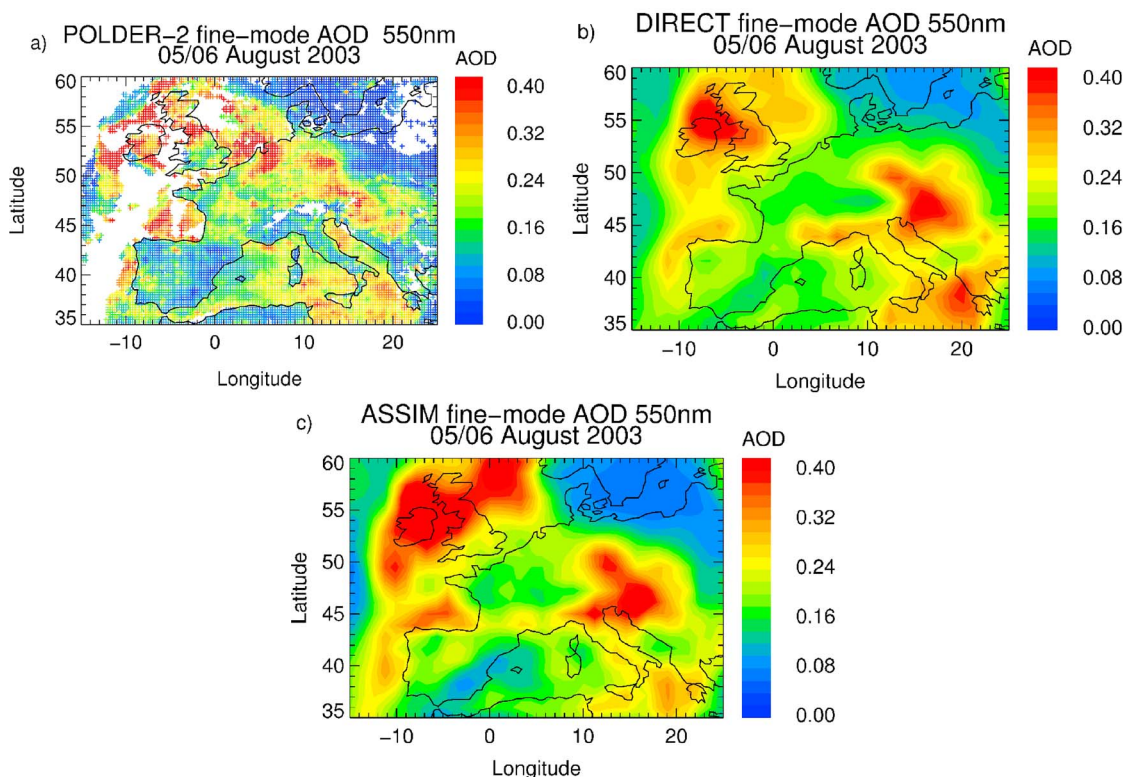 a)
POLDER−2 fine−mode AOD 550nm
05/06 August 2003
AOD
60
55
50
45
40
35
Latitude
−10 0 10 20
Longitude
0.40
0.32
0.24
0.16
0.08
0.00
b)
DIRECT fine−mode AOD 550nm
05/06 August 2003
AOD
60
55
50
45
40
35
Latitude
−10 0 10 20
Longitude
0.40
0.32
0.24
0.16
0.08
0.00
c)
ASSIM fine−mode AOD 550nm
05/06 August 2003
AOD
60
55
50
45
40
35
Latitude
−10 0 10 20
Longitude
0.40
0.32
0.24
0.16
0.08
0.00